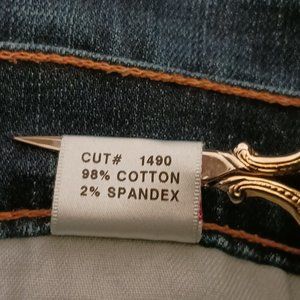 CUT# 1490
98% COTTON
2% SPANDEX